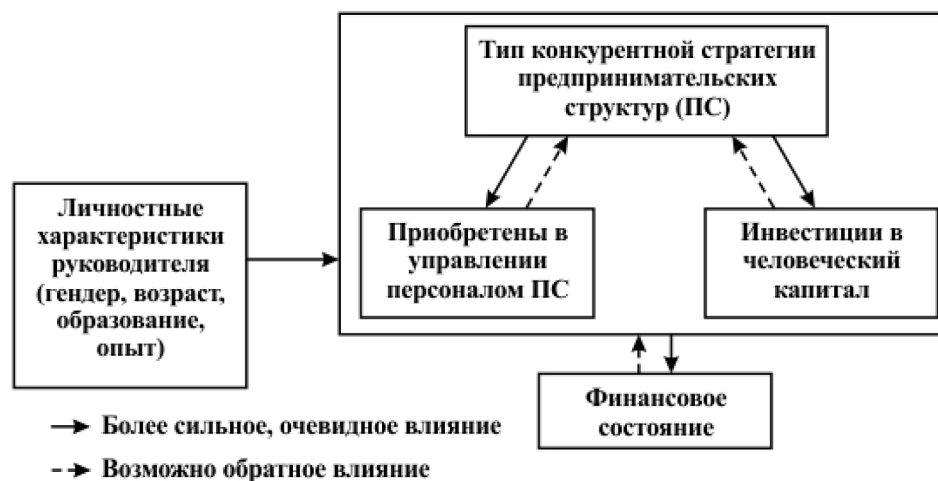 Тип конкурентной стратегии
предпринимательских
структур (ПС)
Личностные
характеристики
руководителя
(гендер, возраст,
образование,
опыт)
Приобретены в
управлении
персоналом ПС
Инвестиции в
человеческий
капитал
Финансовое
состояние
Более сильное, очевидное влияние
Возможно обратное влияние